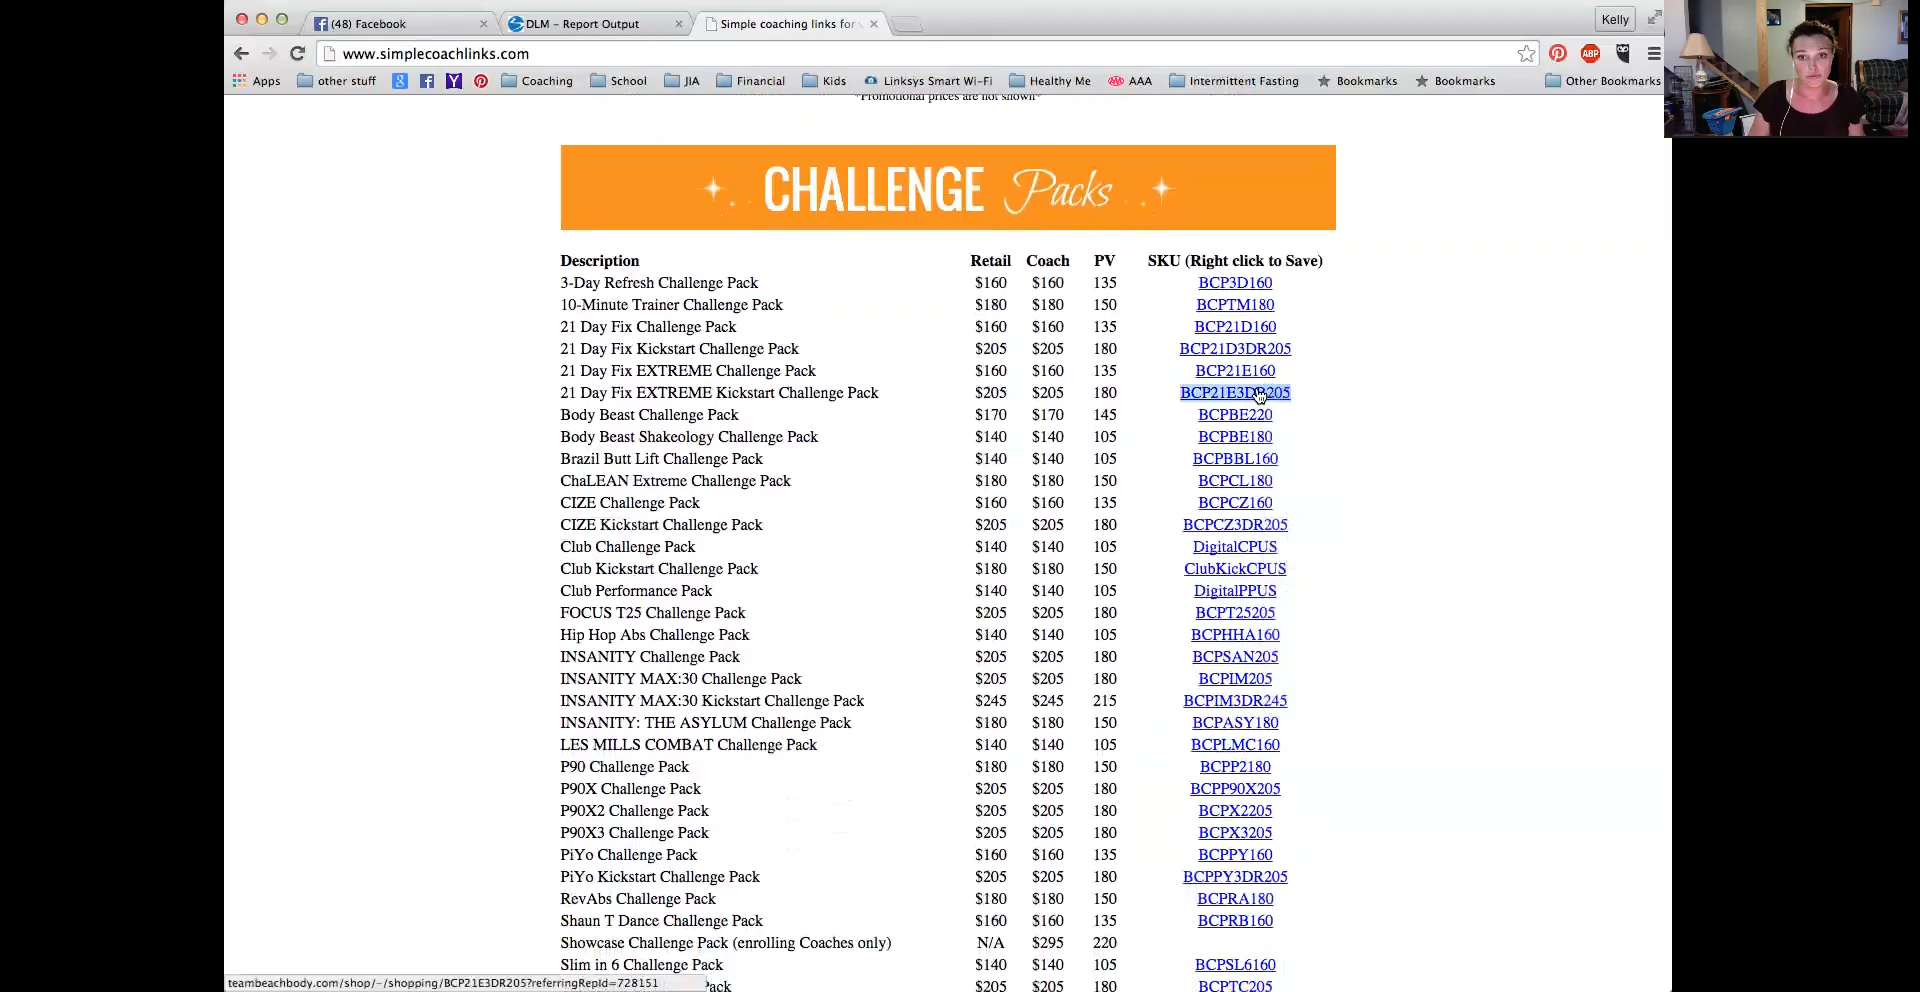 (48) Facebook
DLM - Report Output
Simple coaching links for
Kelly
www.simplecoachlinks.com
ABP
Apps other stuff Coaching School JIA Financial Kids Linksys Smart Wi-Fi Healthy Me AAA Intermittent Fasting Bookmarks Bookmarks Other Bookmarks
*Promotional prices are not shown*
CHALLENGE Packs
Description Retail Coach PV SKU (Right click to Save)
3-Day Refresh Challenge Pack $160 $160 135 BCP3D160
10-Minute Trainer Challenge Pack $180 $180 150 BCPTM180
21 Day Fix Challenge Pack $160 $160 135 BCP21D160
21 Day Fix Kickstart Challenge Pack $205 $205 180 BCP21D3DR205
21 Day Fix EXTREME Challenge Pack $160 $160 135 BCP21E160
21 Day Fix EXTREME Kickstart Challenge Pack $205 $205 180 BCP21E3DR205
Body Beast Challenge Pack $170 $170 145 BCPBE220
Body Beast Shakeology Challenge Pack $140 $140 105 BCPBE180
Brazil Butt Lift Challenge Pack $140 $140 105 BCPBBL160
ChaLEAN Extreme Challenge Pack $180 $180 150 BCPCL180
CIZE Challenge Pack $160 $160 135 BCPCZ160
CIZE Kickstart Challenge Pack $205 $205 180 BCPCZ3DR205
Club Challenge Pack $140 $140 105 DigitalCPUS
Club Kickstart Challenge Pack $180 $180 150 ClubKickCPUS
Club Performance Pack $140 $140 105 DigitalPPUS
FOCUS T25 Challenge Pack $205 $205 180 BCPT25205
Hip Hop Abs Challenge Pack $140 $140 105 BCPHHA160
INSANITY Challenge Pack $205 $205 180 BCPSAN205
INSANITY MAX:30 Challenge Pack $205 $205 180 BCPIM205
INSANITY MAX:30 Kickstart Challenge Pack $245 $245 215 BCPIM3DR245
INSANITY: THE ASYLUM Challenge Pack $180 $180 150 BCPASY180
LES MILLS COMBAT Challenge Pack $140 $140 105 BCPLMC160
P90 Challenge Pack $180 $180 150 BCPP2180
P90X Challenge Pack $205 $205 180 BCPP90X205
P90X2 Challenge Pack $205 $205 180 BCPX2205
P90X3 Challenge Pack $205 $205 180 BCPX3205
PiYo Challenge Pack $160 $160 135 BCPPY160
PiYo Kickstart Challenge Pack $205 $205 180 BCPPY3DR205
RevAbs Challenge Pack $180 $180 150 BCPRA180
Shaun T Dance Challenge Pack $160 $160 135 BCPRB160
Showcase Challenge Pack (enrolling Coaches only) N/A $295 220
Slim in 6 Challenge Pack $140 $140 105 BCPSL6160
Pack $205 $205 180 BCPTC205
teambeachbody.com/shop/-/shopping/BCP21E3DR205?referringRepId=728151